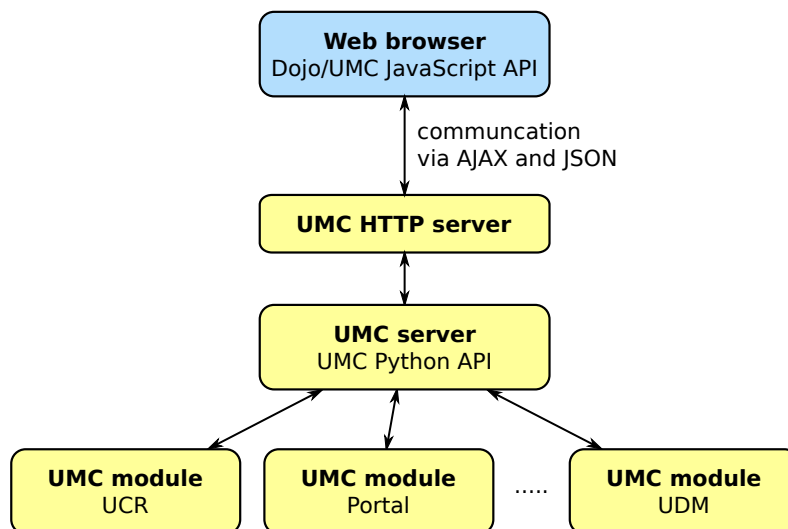 Web browser
Dojo/UMC JavaScript API
communcation
via AJAX and JSON
UMC HTTP server
UMC server
UMC Python API
UMC module
UCR
UMC module
Portal
.....
UMC module
UDM